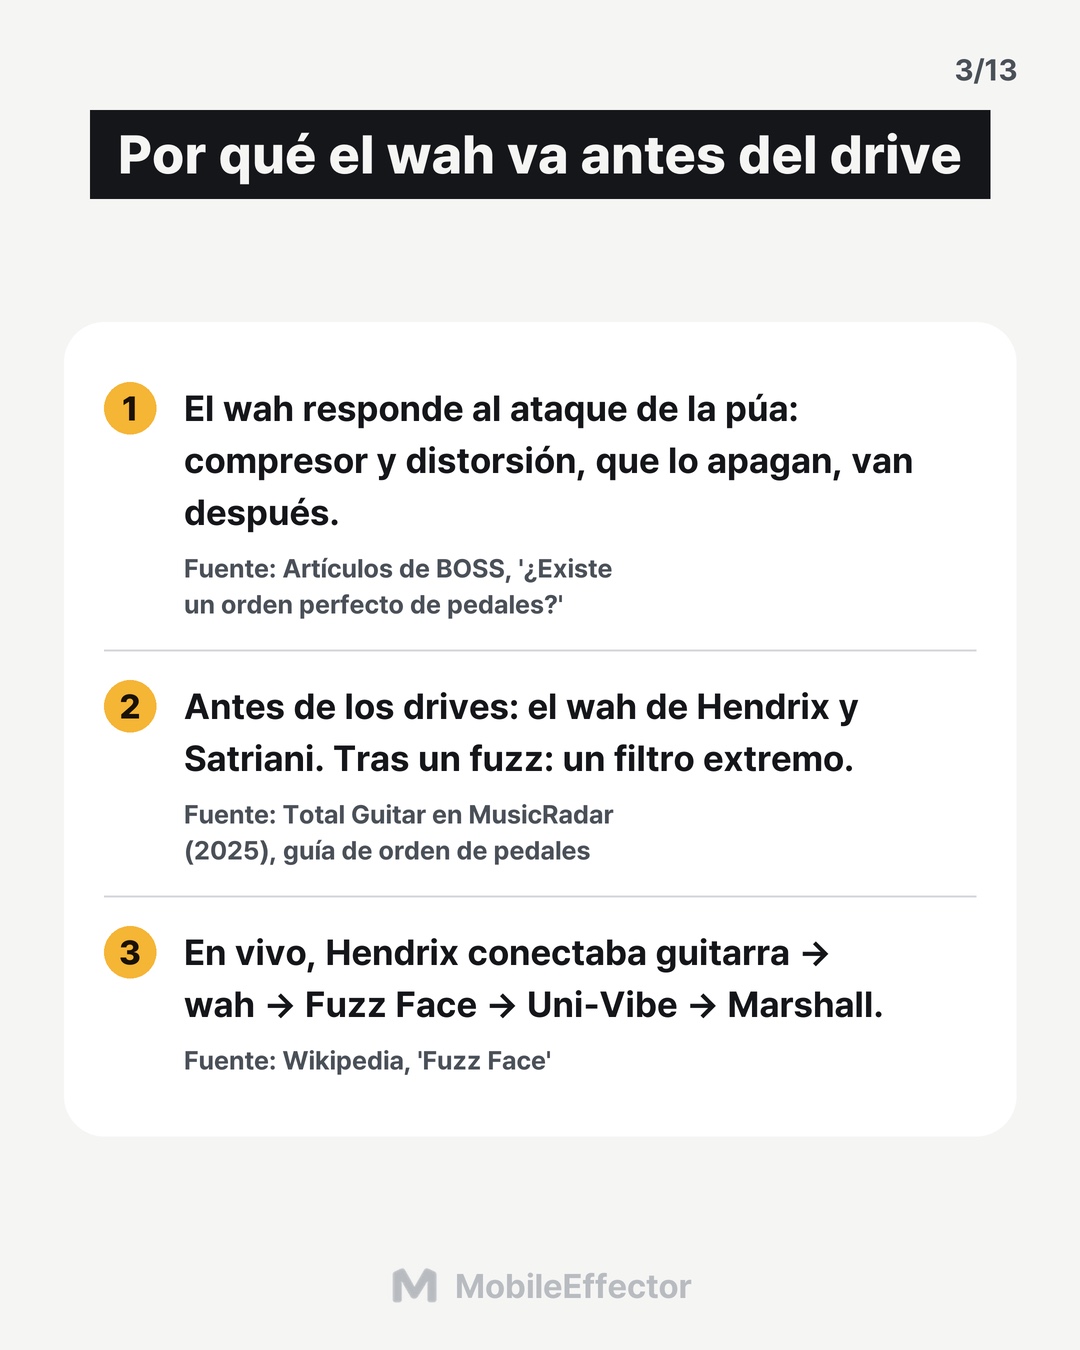 3/13
Por qué el wah va antes del drive
1
El wah responde al ataque de la púa:
compresor y distorsión, que lo apagan, van
después.
Fuente: Artículos de BOSS, '¿Existe
un orden perfecto de pedales?'
2
Antes de los drives: el wah de Hendrix y
Satriani. Tras un fuzz: un filtro extremo.
Fuente: Total Guitar en MusicRadar
(2025), guía de orden de pedales
3
En vivo, Hendrix conectaba guitarra →
wah → Fuzz Face → Uni-Vibe → Marshall.
Fuente: Wikipedia, 'Fuzz Face'
MobileEffector